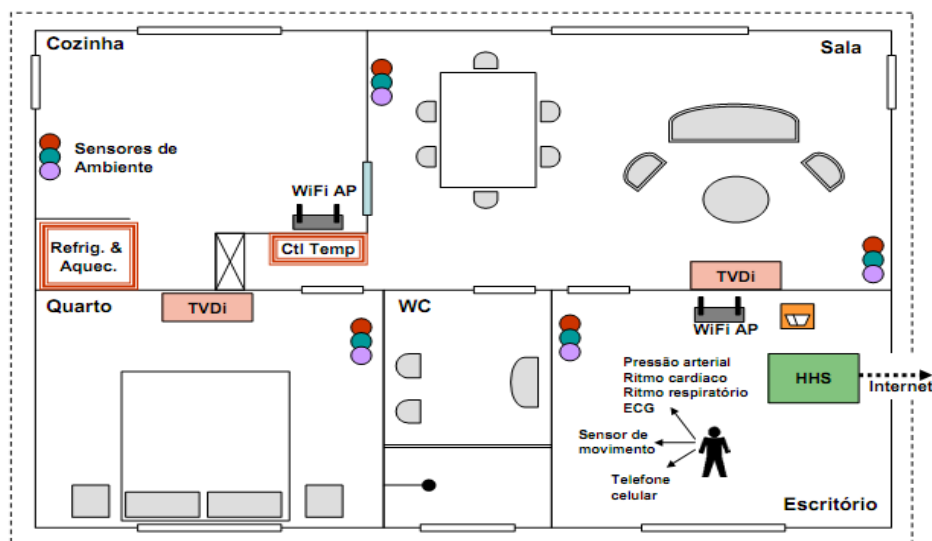 Cozinha
Sala
Sensores de
Ambiente
WiFi AP
Refrig. &
Aquec.
Ctl Temp
TVDi
Quarto
TVDi
WC
WiFi AP
Pressão arterial
Ritmo cardíaco
Ritmo respiratório
ECG
HHS
Internet
Sensor de
movimento
Telefone
celular
Escritório